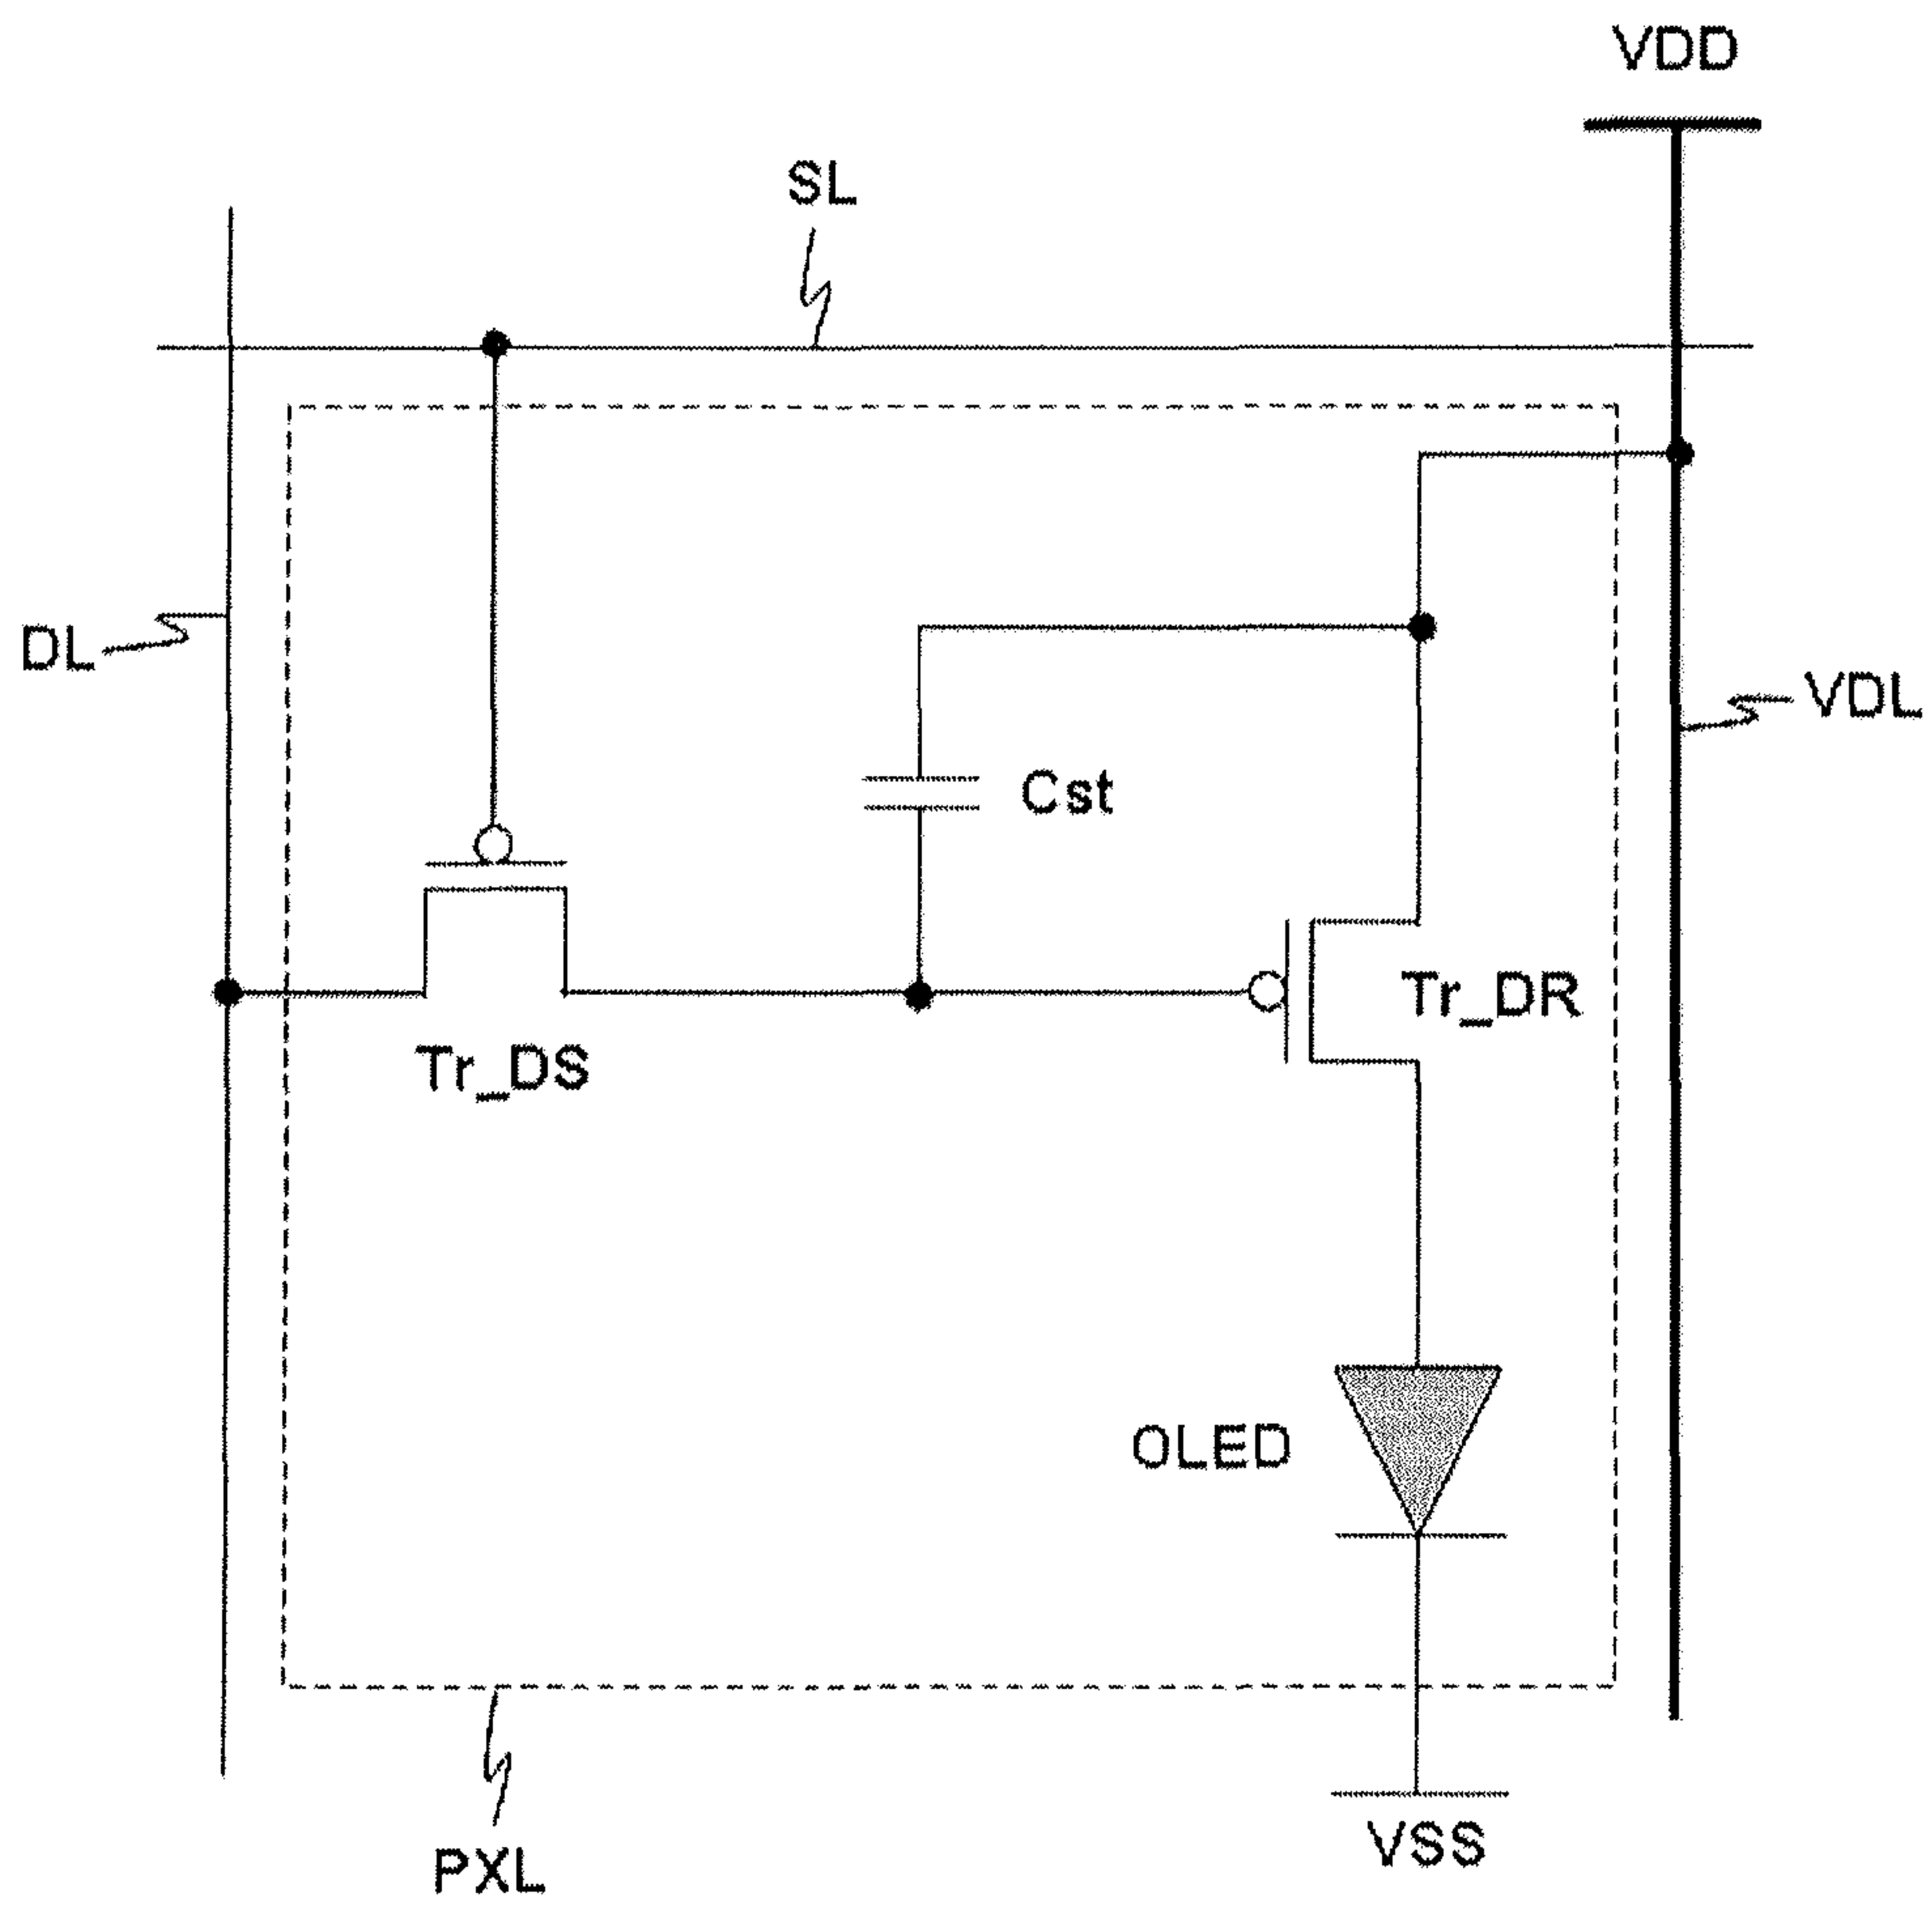 VDD
SL
DL
VDL
Cst
Tr_DR
Tr_DS
OLED
VSS
PXL